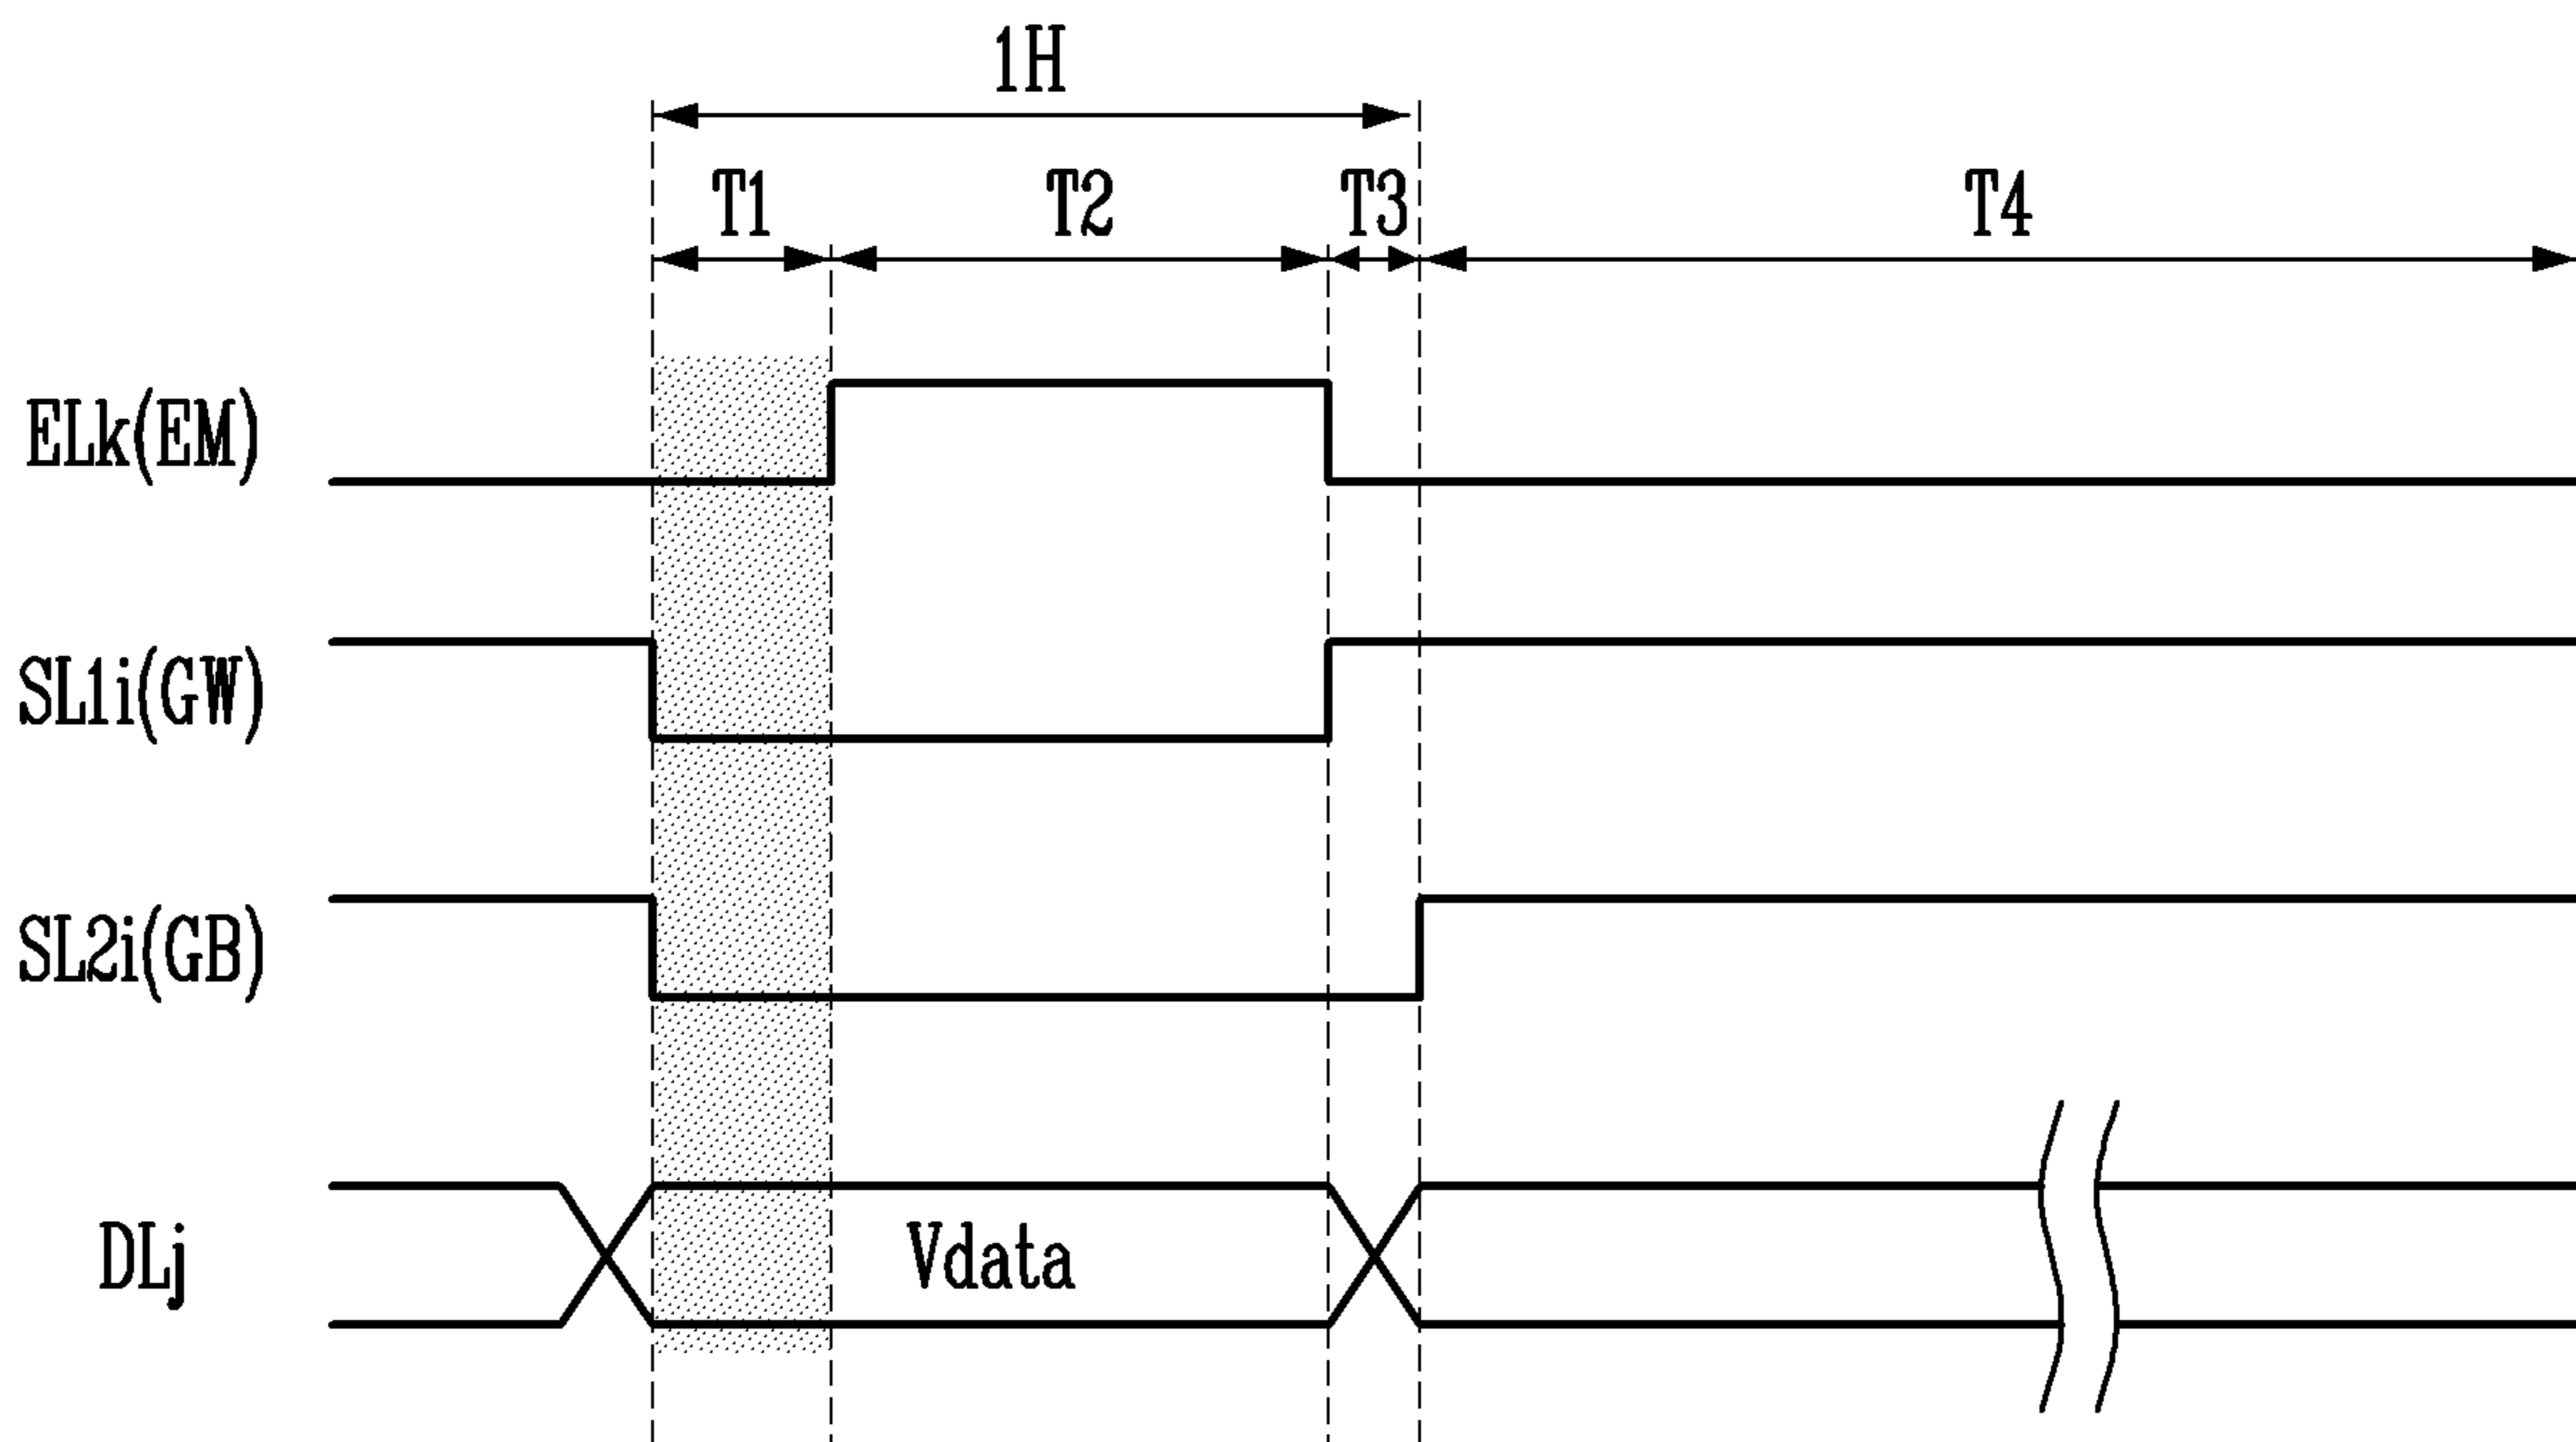 1H
T1 T2 T3 T4
ELk(EM)
SL1i(GW)
SL2i(GB)
DLj Vdata